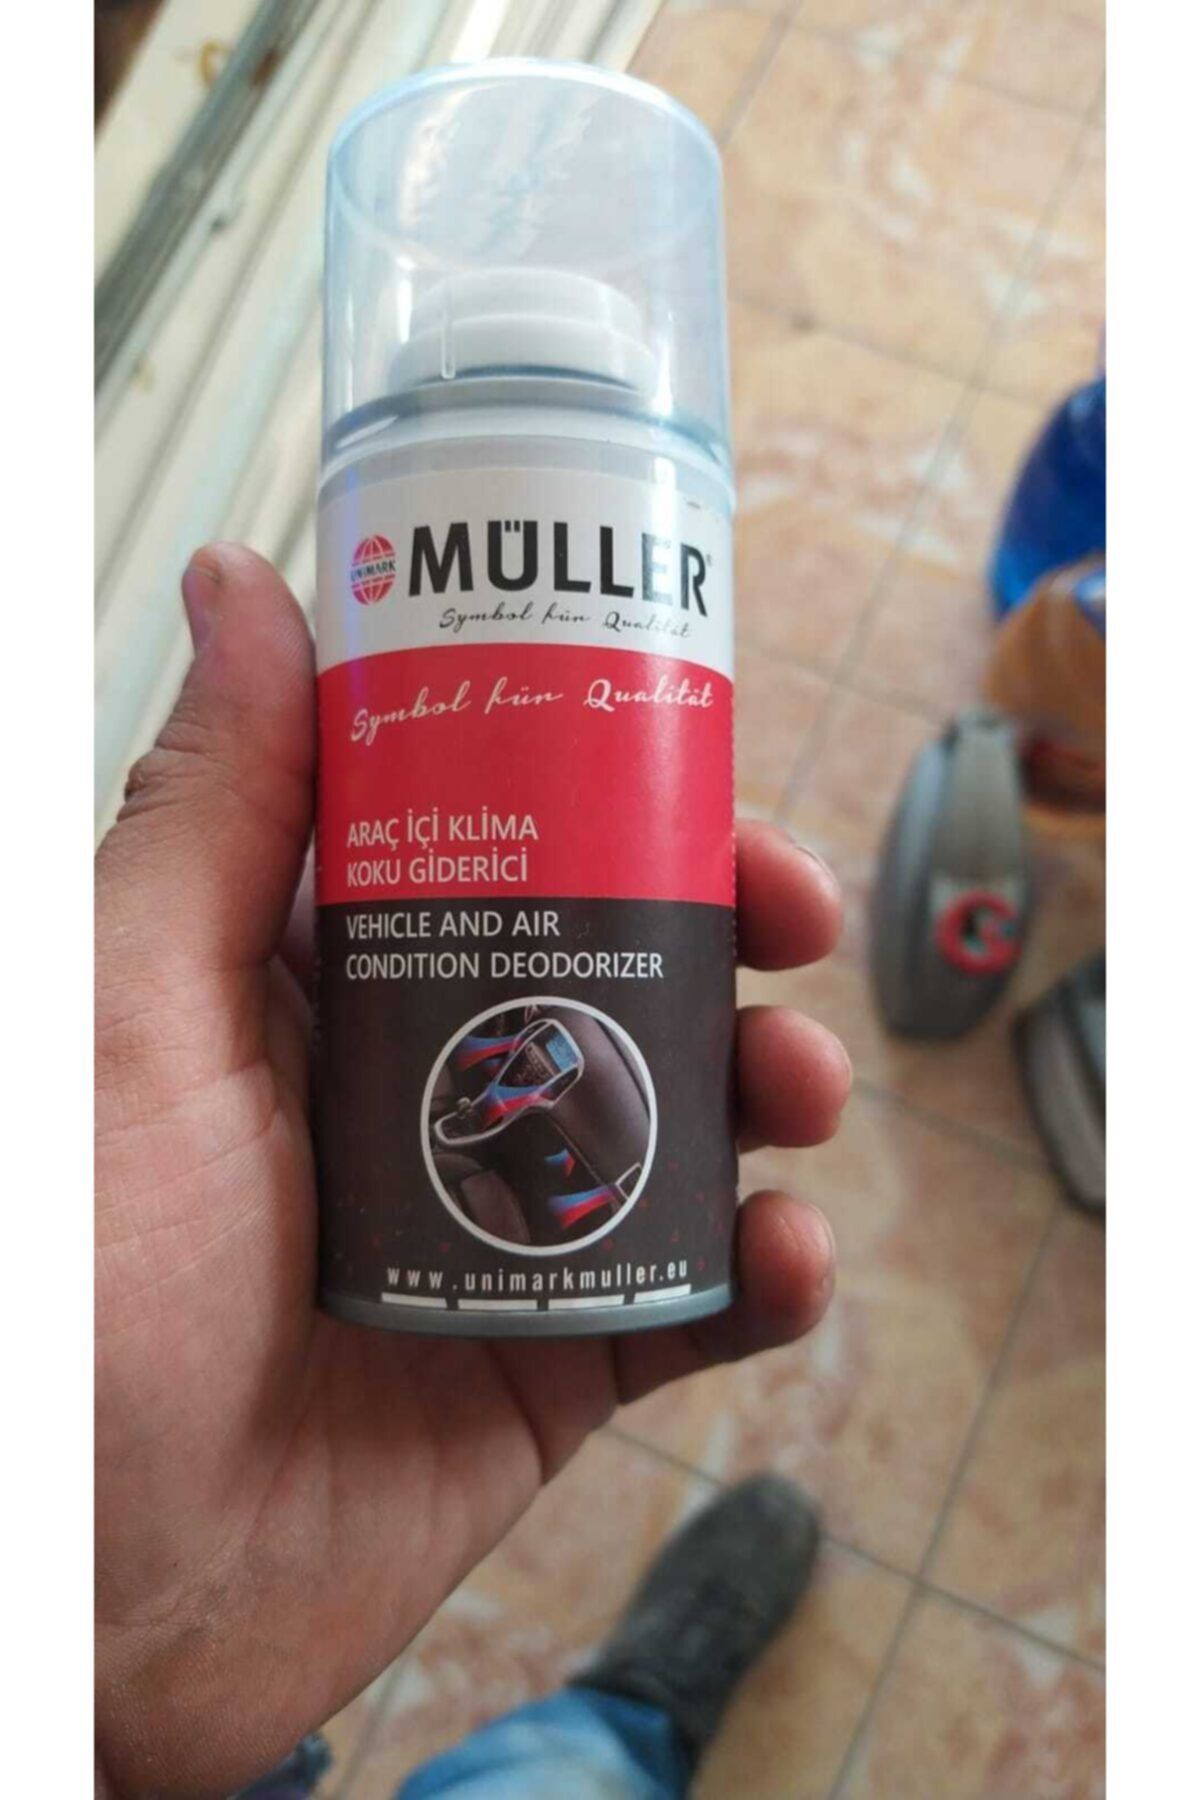 UNIMARK
MÜLLER®
Symbol für Qualität
Symbol für Qualität
ARAÇ İÇİ KLİMA
KOKU GİDERİCİ
VEHICLE AND AIR
CONDITION DEODORIZER
www.unimarkmuller.eu